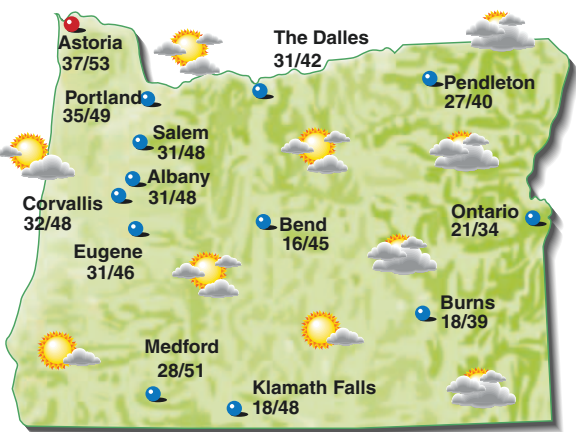 Astoria
37/53
The Dalles
31/42
Pendleton
27/40
Portland
35/49
Salem
31/48
Albany
31/48
Corvallis
32/48
Ontario
21/34
Bend
16/45
Eugene
31/46
Burns
18/39
Medford
28/51
Klamath Falls
18/48